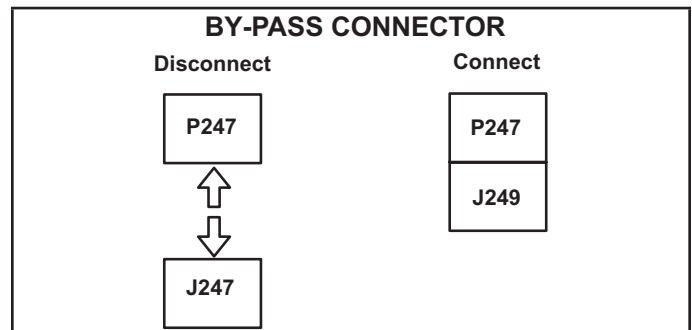 BY-PASS CONNECTOR
Disconnect
Connect
P247
P247
J249
J247